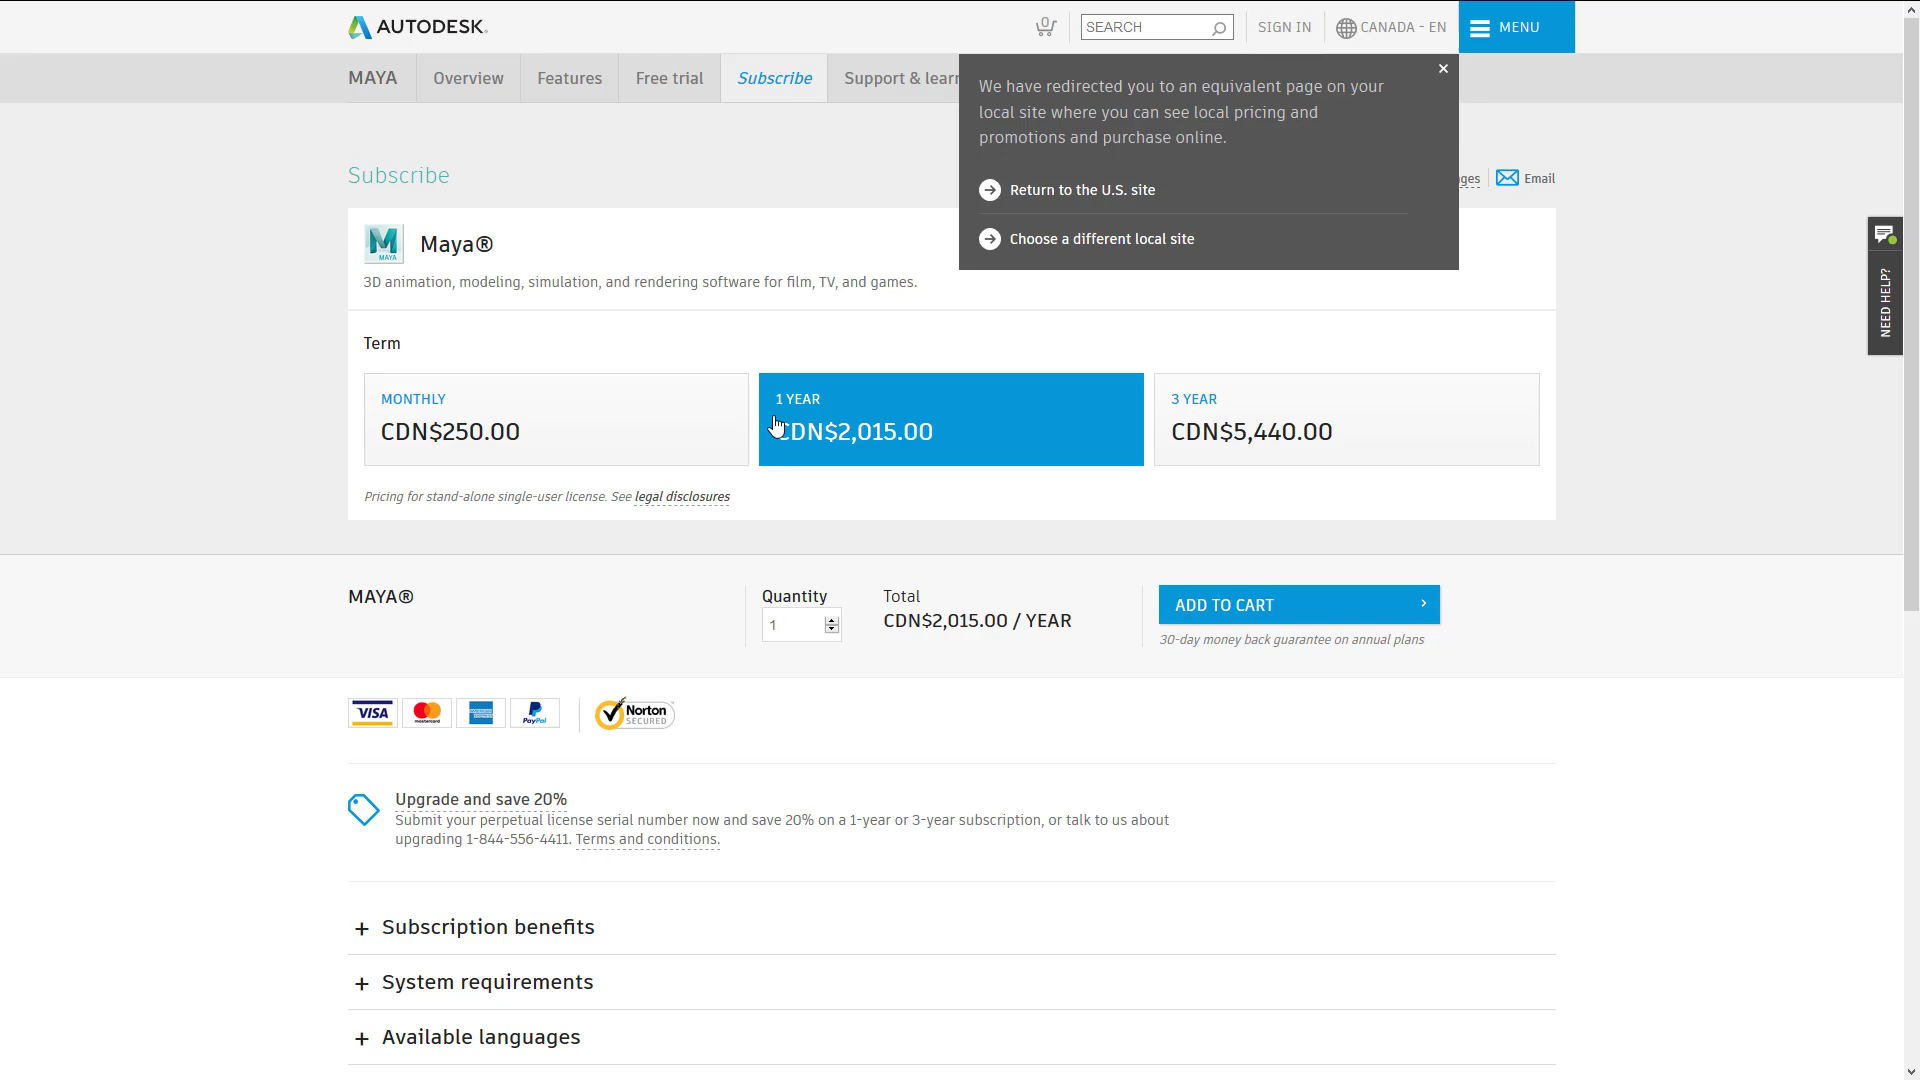 AUTODESK.
0
SEARCH
SIGN IN
CANADA - EN
MENU
MAYA
Overview
Features
Free trial
Subscribe
Support & learn
×
We have redirected you to an equivalent page on your
local site where you can see local pricing and
promotions and purchase online.
Return to the U.S. site
Choose a different local site
Subscribe
Email
MAYA
Maya®
3D animation, modeling, simulation, and rendering software for film, TV, and games.
NEED HELP?
Term
MONTHLY
CDN$250.00
1 YEAR
CDN$2,015.00
3 YEAR
CDN$5,440.00
Pricing for stand-alone single-user license. See legal disclosures
MAYA®
Quantity
1
Total
CDN$2,015.00 / YEAR
ADD TO CART
30-day money back guarantee on annual plans
VISA
mastercard
PayPal
Norton
SECURED
Upgrade and save 20%
Submit your perpetual license serial number now and save 20% on a 1-year or 3-year subscription, or talk to us about
upgrading 1-844-556-4411. Terms and conditions.
+ Subscription benefits
+ System requirements
+ Available languages